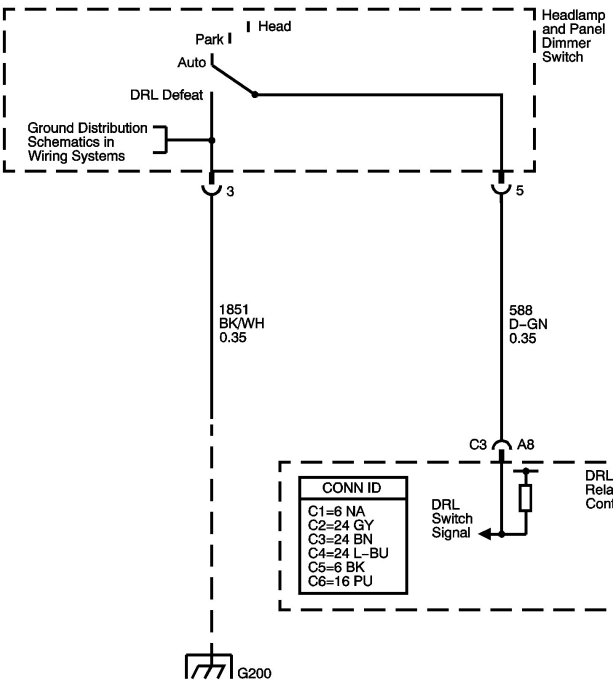 Headlamp
and Panel
Dimmer
Switch
Head
Park
Auto
DRL Defeat
Ground Distribution
Schematics in
Wiring Systems
3
5
1851
BK/WH
0.35
588
D-GN
0.35
C3
A8
CONN ID
C1=6 NA
C2=24 GY
C3=24 BN
C4=24 L-BU
C5=6 BK
C6=16 PU
DRL
Switch
Signal
DRL
Rela
Cont
G200